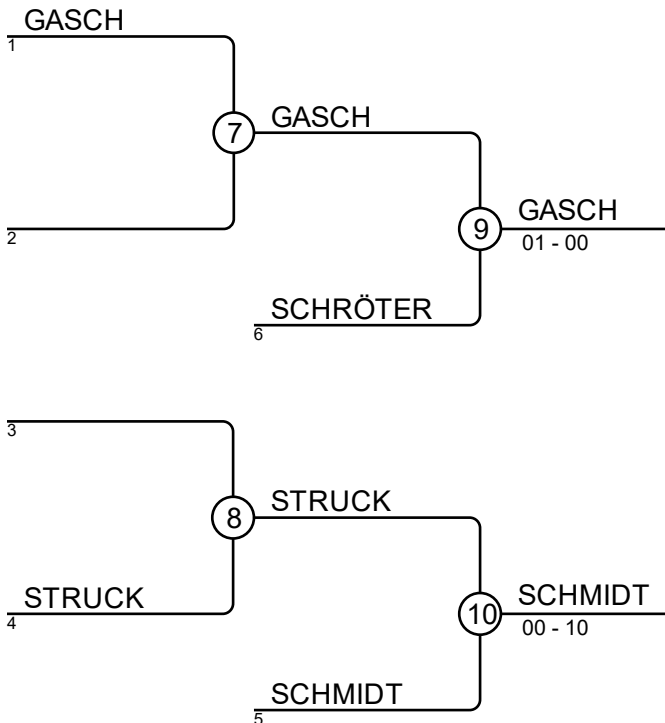 GASCH
1
7
GASCH
2
9
GASCH
01 - 00
SCHRÖTER
6
3
8
STRUCK
STRUCK
4
10
SCHMIDT
00 - 10
SCHMIDT
5